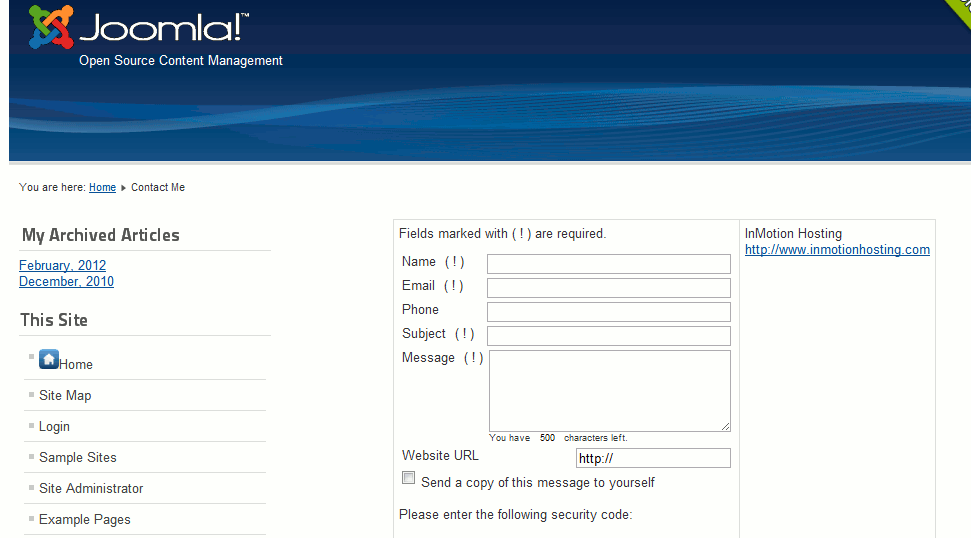 Joomla!™
Open Source Content Management
You are here: Home Contact Me
My Archived Articles
February, 2012
December, 2010
This Site
Home
Site Map
Login
Sample Sites
Site Administrator
Example Pages
Fields marked with ( ! ) are required.
Name ( ! )
Email ( ! )
Phone
Subject ( ! )
Message ( ! )
You have 500 characters left.
Website URL http://
Send a copy of this message to yourself
Please enter the following security code:
InMotion Hosting
http://www.inmotionhosting.com